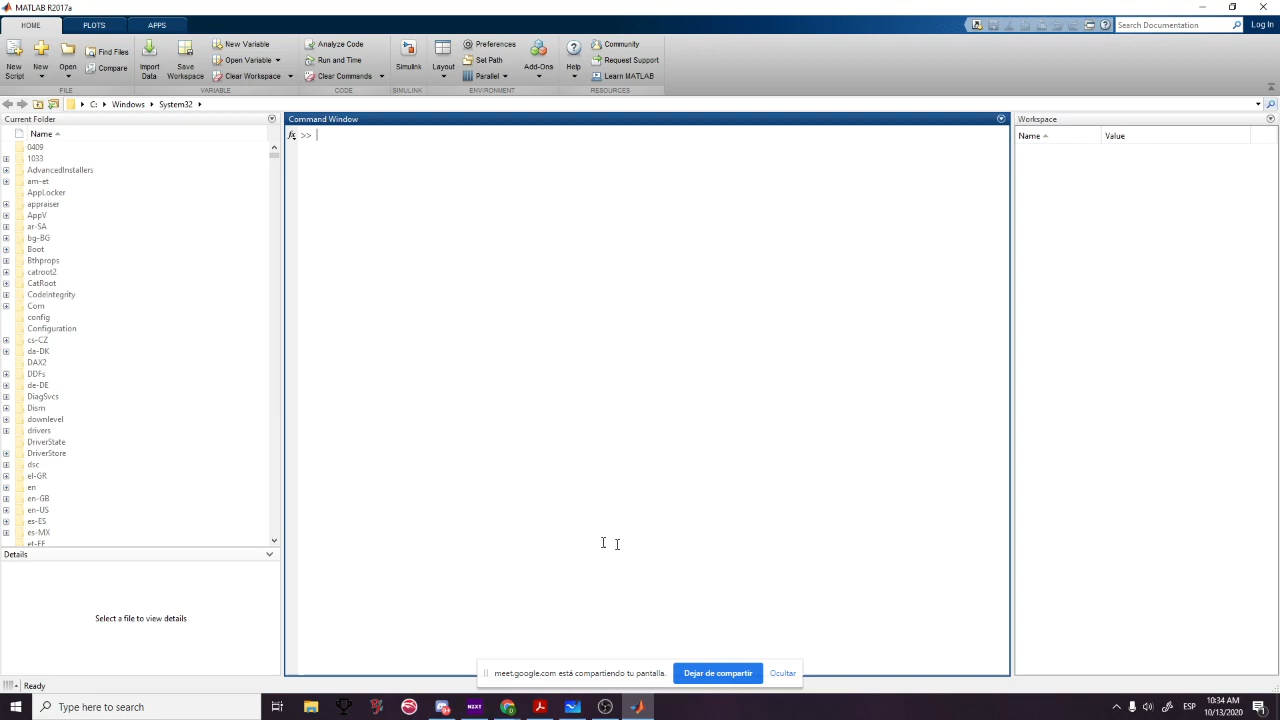 MATLAB R2017a
HOME PLOTS APPS
Search Documentation Log In
New Script
New
Open
Find Files
Compare
Import Data
Save Workspace
New Variable
Open Variable
Clear Workspace
Analyze Code
Run and Time
Clear Commands
Simulink
Layout
Preferences
Set Path
Parallel
Add-Ons
Help
Community
Request Support
Learn MATLAB
FILE VARIABLE CODE SIMULINK ENVIRONMENT RESOURCES
C: Windows System32
Current Folder
Name
0409
1033
AdvancedInstallers
am-et
AppLocker
appraiser
AppV
ar-SA
bg-BG
Boot
Bthprops
catroot2
CatRoot
CodeIntegrity
Com
config
Configuration
cs-CZ
da-DK
DAX2
DDFs
de-DE
DiagSvcs
Dism
downlevel
drivers
DriverState
DriverStore
dsc
el-GR
en
en-GB
en-US
es-ES
es-MX
et-EE
Details
Select a file to view details
Command Window
fx >>
Workspace
Name Value
meet.google.com está compartiendo tu pantalla.
Dejar de compartir
Ocultar
Ready
Type here to search
NEXT
ESP
10:34 AM
10/13/2020
1